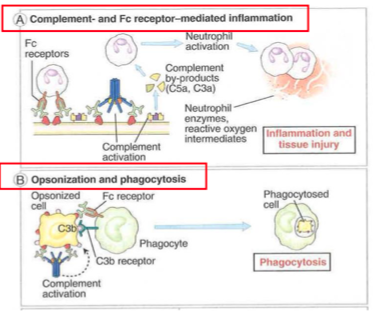 A Complement- and Fc receptor–mediated inflammation
Fc
receptors
Neutrophil
activation
Complement
by-products
(C5a, C3a)
Neutrophil
enzymes,
reactive oxygen
intermediates
Complement
activation
Inflammation and
tissue injury
B Opsonization and phagocytosis
Opsonized
cell
Fc receptor
C3b
Phagocyte
C3b receptor
Complement
activation
Phagocytosed
cell
Phagocytosis